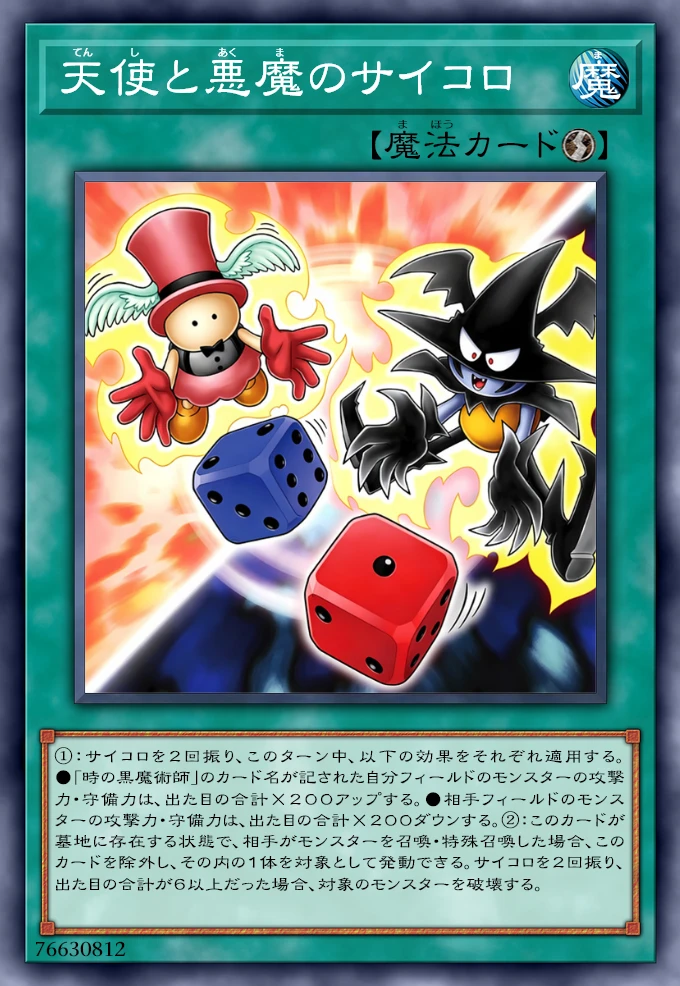 天使と悪魔のサイコロ
魔
【魔法カード】
①：サイコロを２回振り、このターン中、以下の効果をそれぞれ適用する。
●「時の黒魔術師」のカード名が記された自分フィールドのモンスターの攻撃
力・守備力は、出た目の合計×２００アップする。●相手フィールドのモンス
ターの攻撃力・守備力は、出た目の合計×２００ダウンする。②：このカードが
墓地に存在する状態で、相手がモンスターを召喚・特殊召喚した場合、この
カードを除外し、その内の１体を対象として発動できる。サイコロを２回振り、
出た目の合計が６以上だった場合、対象のモンスターを破壊する。
76630812